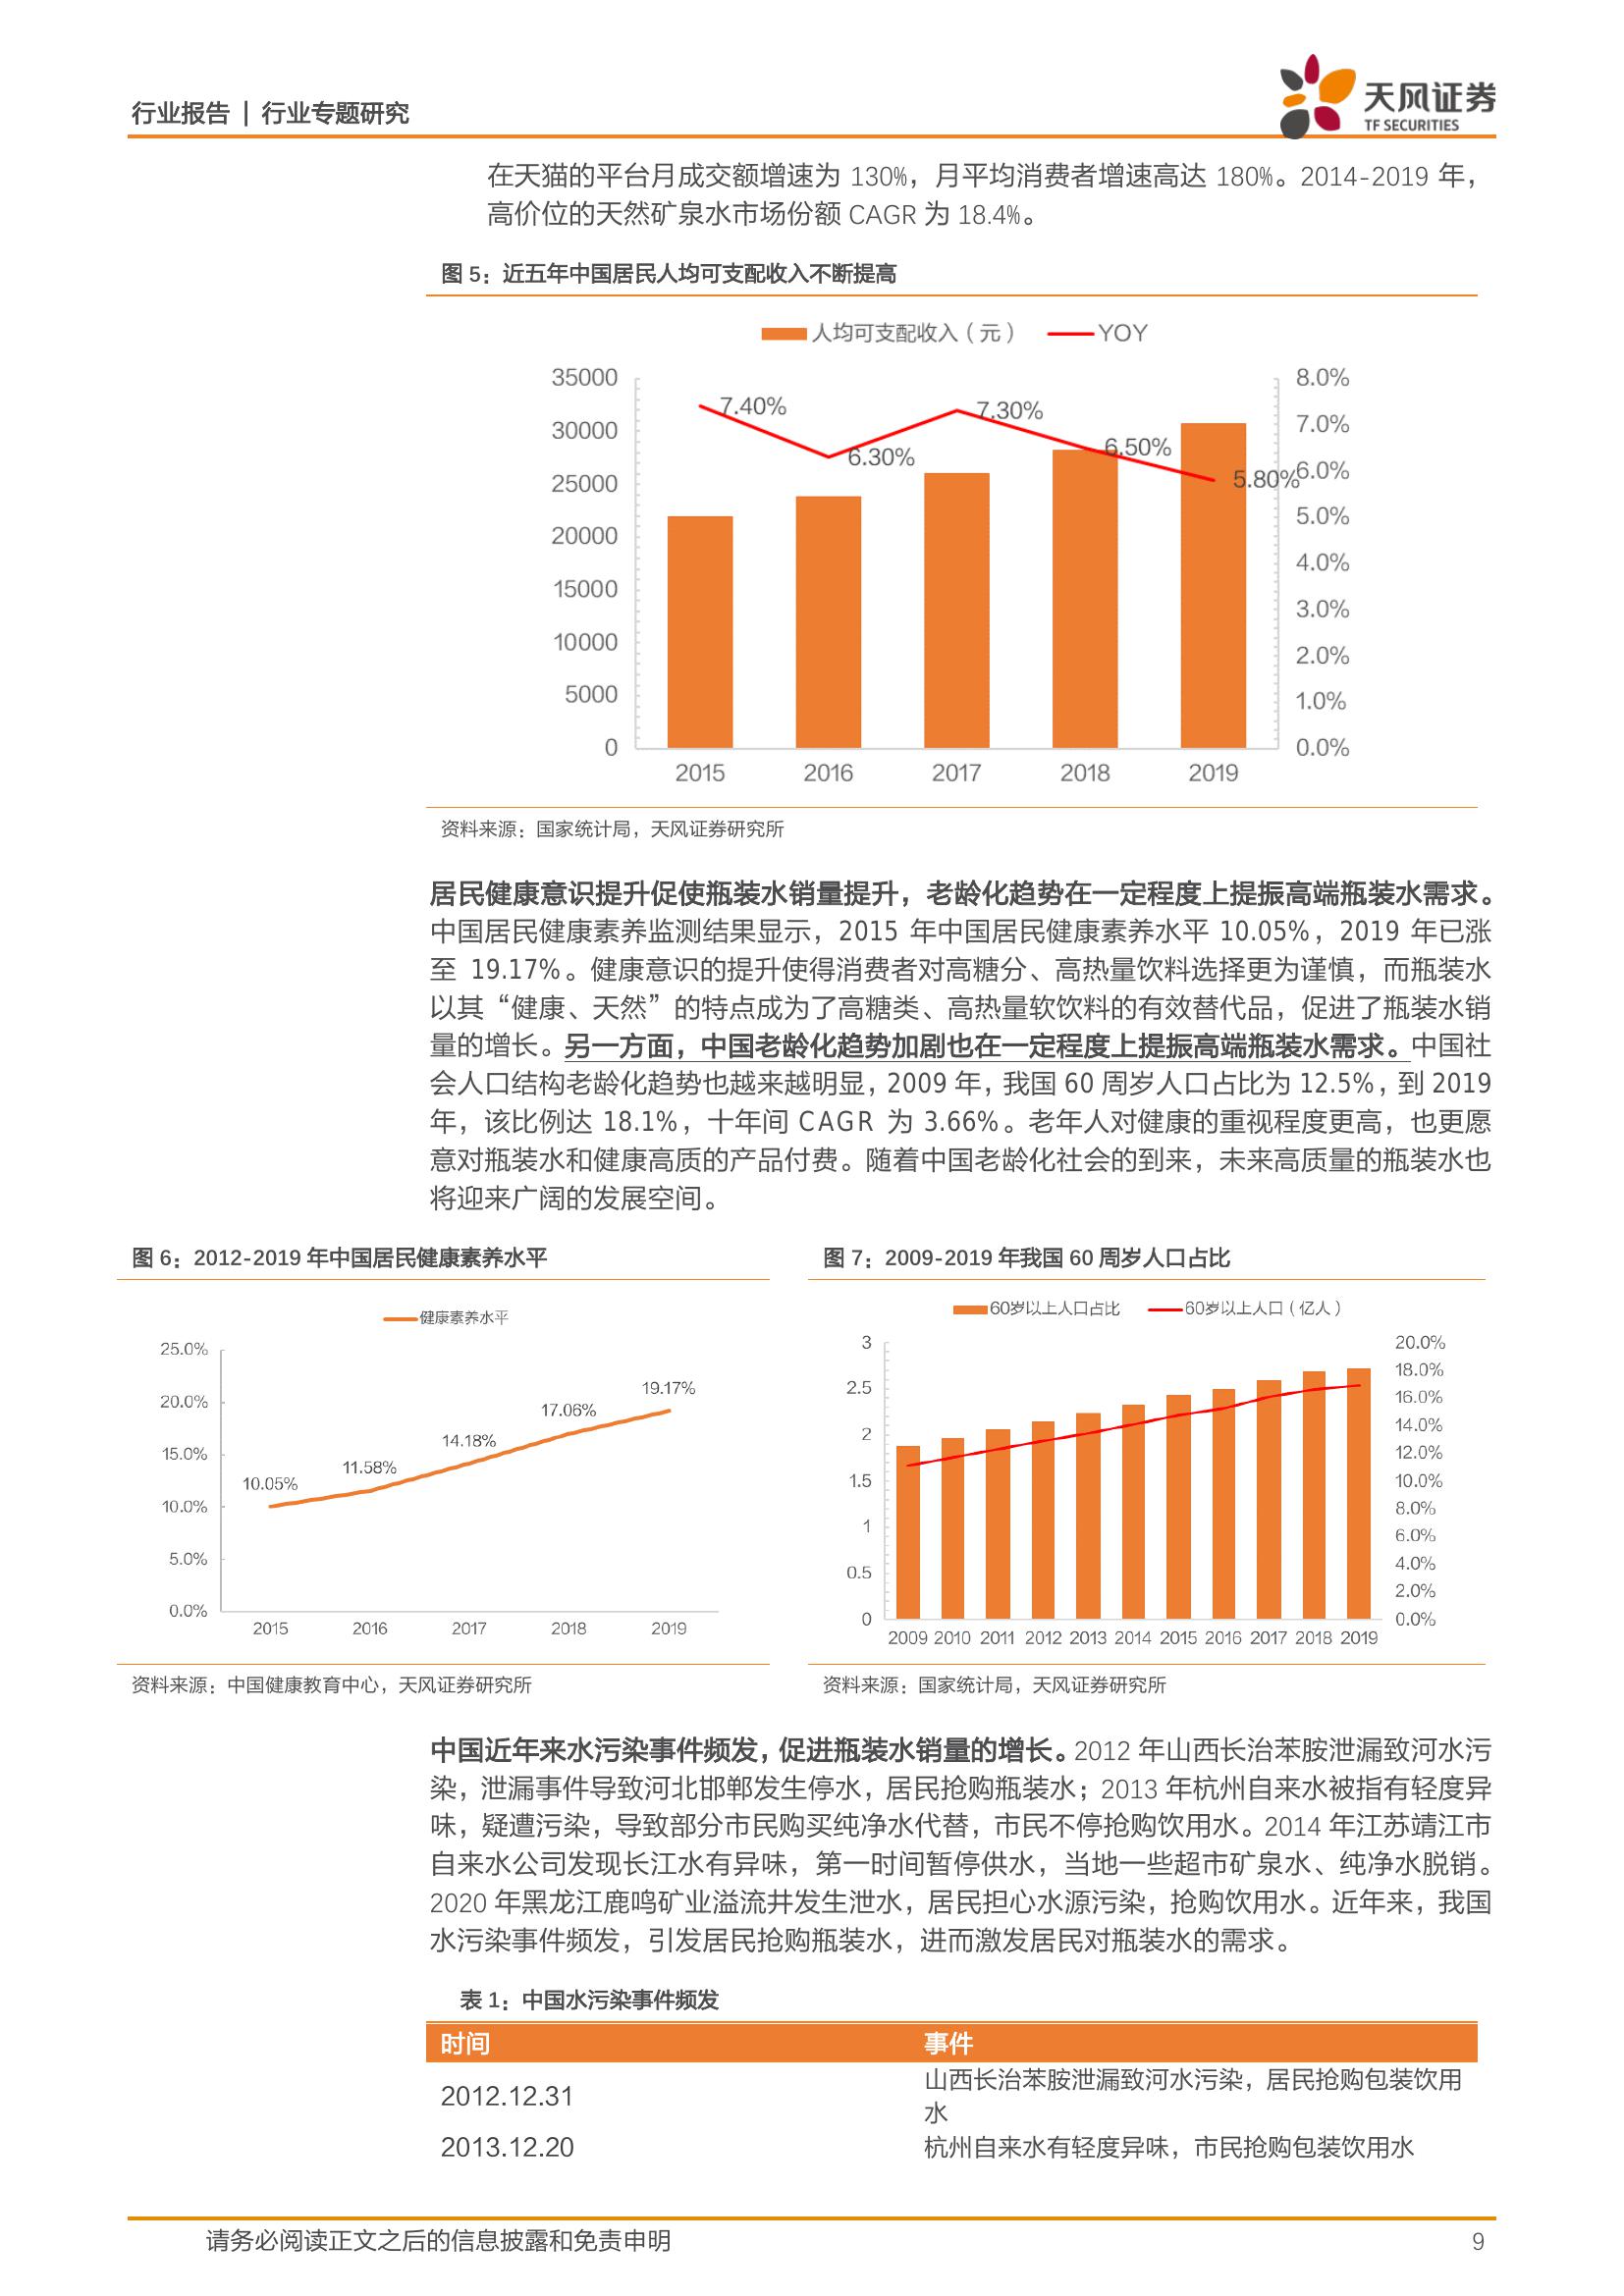 行业报告 | 行业专题研究
天风证券
TF SECURITIES
在天猫的平台月成交额增速为 130%，月平均消费者增速高达 180%。2014-2019 年，
高价位的天然矿泉水市场份额 CAGR 为 18.4%。
图 5：近五年中国居民人均可支配收入不断提高
人均可支配收入（元） YOY
35000
30000
25000
20000
15000
10000
5000
0
7.40%
6.30%
7.30%
6.50%
5.80%
8.0%
7.0%
6.0%
5.0%
4.0%
3.0%
2.0%
1.0%
0.0%
2015 2016 2017 2018 2019
资料来源：国家统计局，天风证券研究所
居民健康意识提升促使瓶装水销量提升，老龄化趋势在一定程度上提振高端瓶装水需求。
中国居民健康素养监测结果显示，2015 年中国居民健康素养水平 10.05%，2019 年已涨
至 19.17%。健康意识的提升使得消费者对高糖分、高热量饮料选择更为谨慎，而瓶装水
以其“健康、天然”的特点成为了高糖类、高热量软饮料的有效替代品，促进了瓶装水销
量的增长。另一方面，中国老龄化趋势加剧也在一定程度上提振高端瓶装水需求。中国社
会人口结构老龄化趋势也越来越明显，2009 年，我国 60 周岁人口占比为 12.5%，到 2019
年，该比例达 18.1%，十年间 CAGR 为 3.66%。老年人对健康的重视程度更高，也更愿
意对瓶装水和健康高质的产品付费。随着中国老龄化社会的到来，未来高质量的瓶装水也
将迎来广阔的发展空间。
图 6：2012-2019 年中国居民健康素养水平
健康素养水平
25.0%
20.0%
15.0%
10.0%
5.0%
0.0%
10.05%
11.58%
14.18%
17.06%
19.17%
2015 2016 2017 2018 2019
资料来源：中国健康教育中心，天风证券研究所
图 7：2009-2019 年我国 60 周岁人口占比
60岁以上人口占比 60岁以上人口（亿人）
3
2.5
2
1.5
1
0.5
0
20.0%
18.0%
16.0%
14.0%
12.0%
10.0%
8.0%
6.0%
4.0%
2.0%
0.0%
2009 2010 2011 2012 2013 2014 2015 2016 2017 2018 2019
资料来源：国家统计局，天风证券研究所
中国近年来水污染事件频发，促进瓶装水销量的增长。2012 年山西长治苯胺泄漏致河水污
染，泄漏事件导致河北邯郸发生停水，居民抢购瓶装水；2013 年杭州自来水被指有轻度异
味，疑遭污染，导致部分市民购买纯净水代替，市民不停抢购饮用水。2014 年江苏靖江市
自来水公司发现长江水有异味，第一时间暂停供水，当地一些超市矿泉水、纯净水脱销。
2020 年黑龙江鹿鸣矿业溢流井发生泄水，居民担心水源污染，抢购饮用水。近年来，我国
水污染事件频发，引发居民抢购瓶装水，进而激发居民对瓶装水的需求。
表 1：中国水污染事件频发
时间 事件
2012.12.31 山西长治苯胺泄漏致河水污染，居民抢购包装饮用
水
2013.12.20 杭州自来水有轻度异味，市民抢购包装饮用水
请务必阅读正文之后的信息披露和免责申明 9